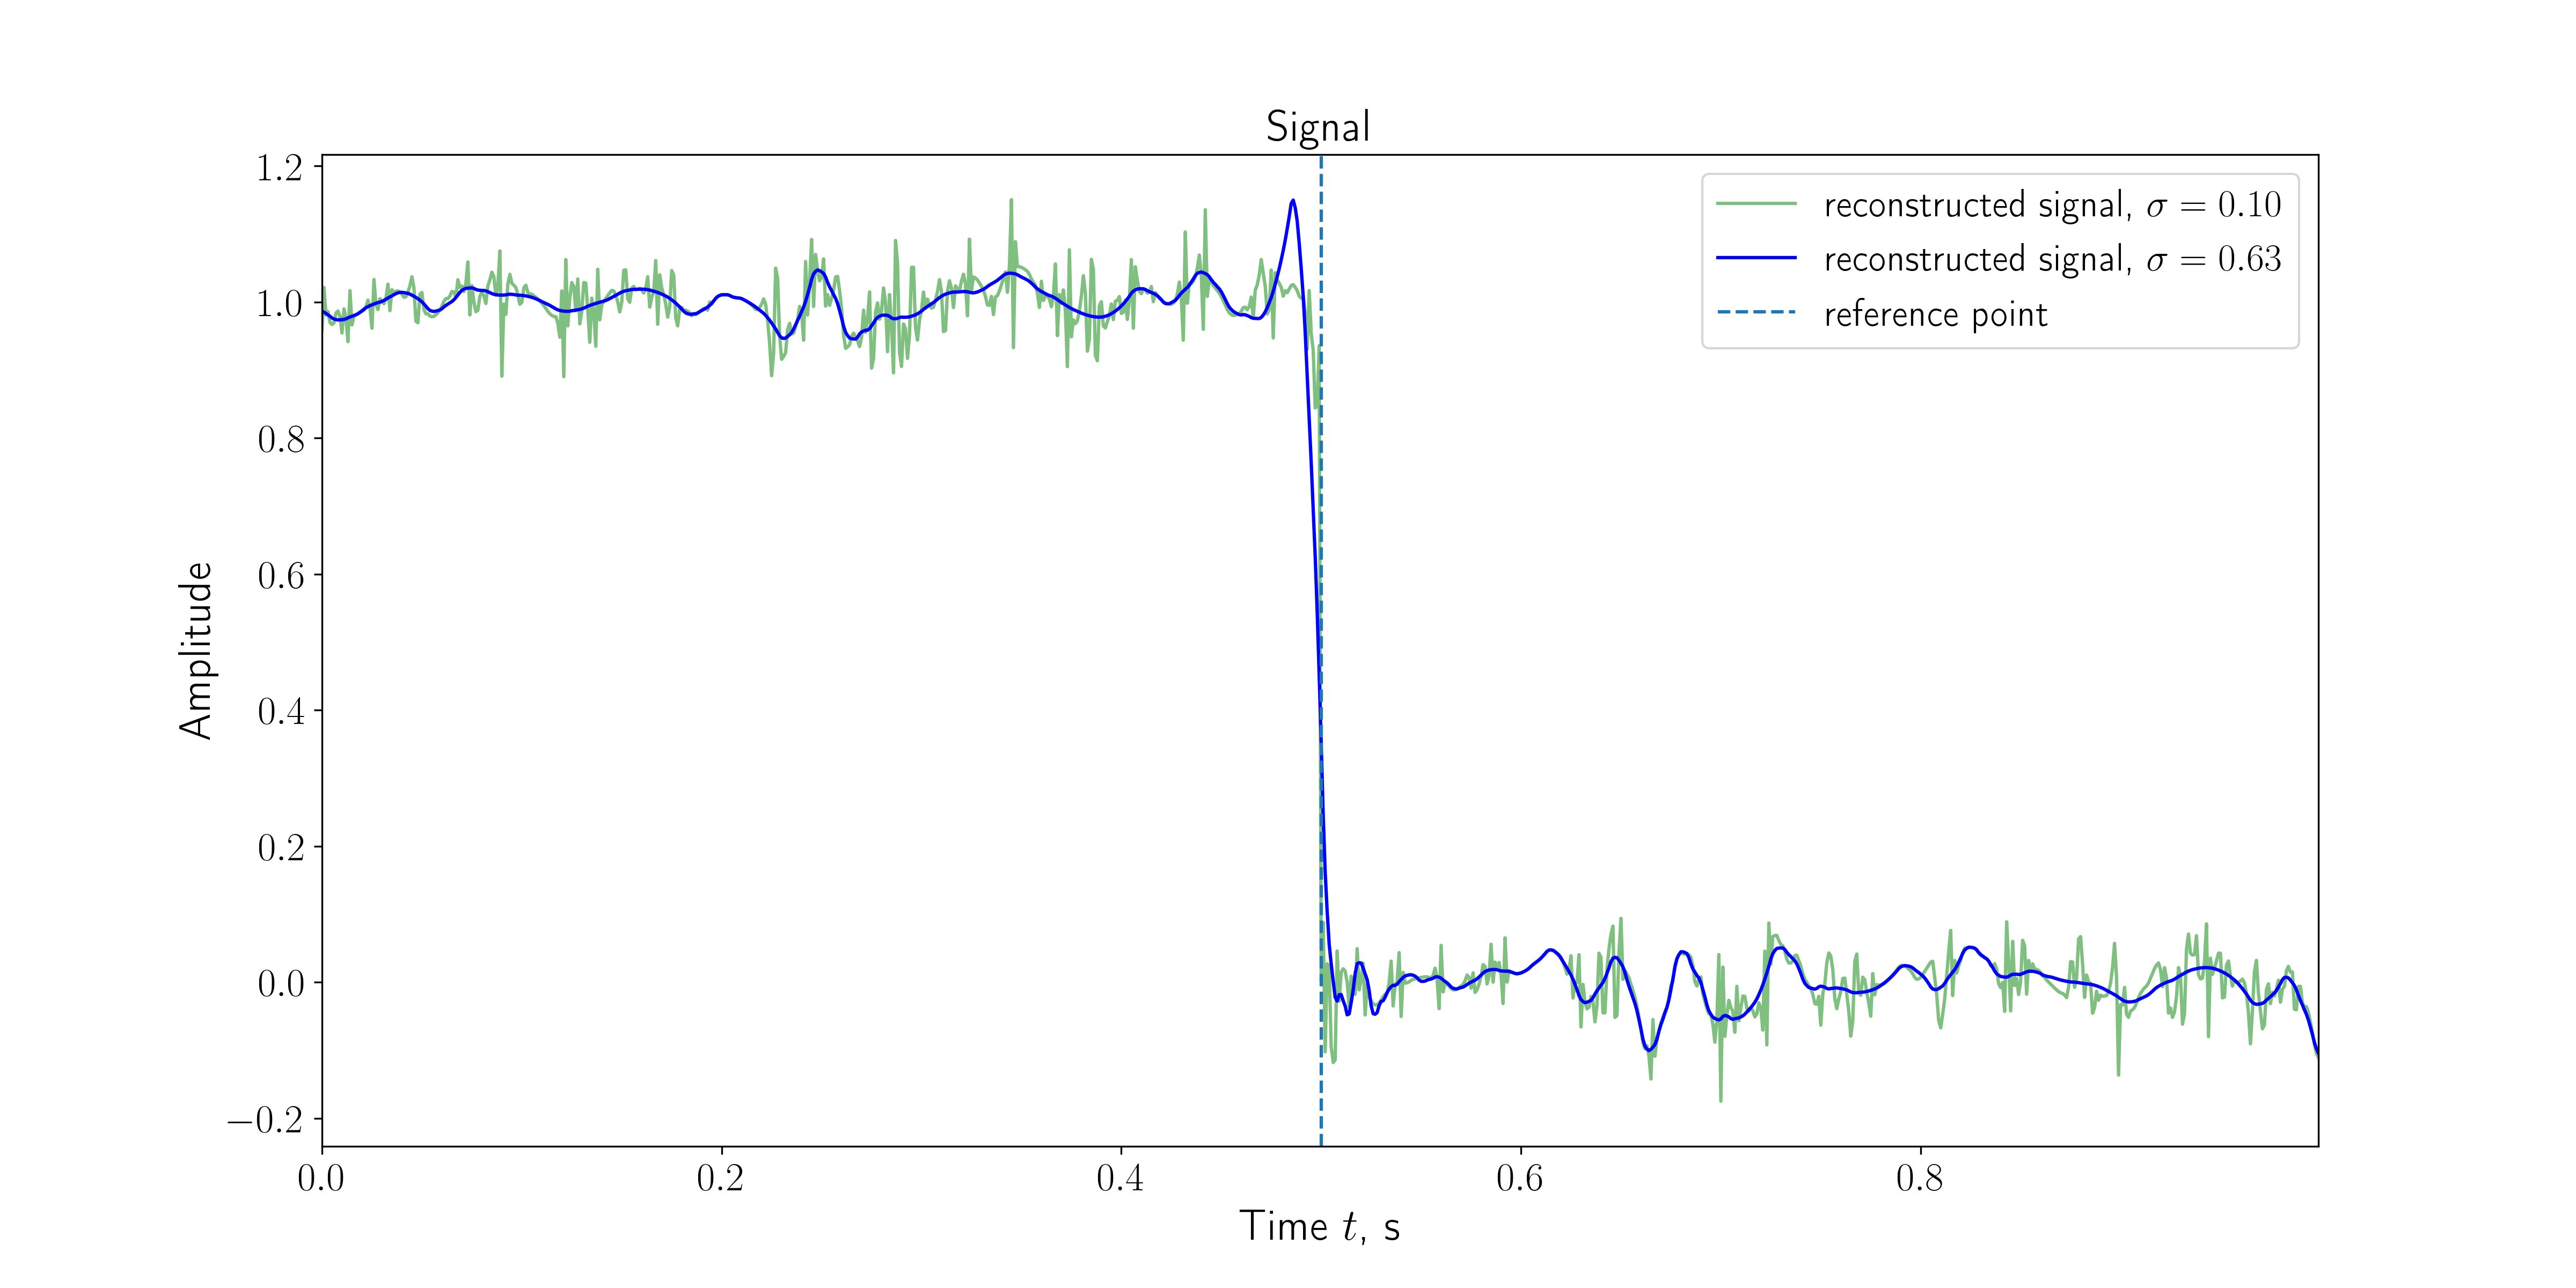 Signal
1.2
1.0
0.8
0.6
0.4
0.2
0.0
−0.2
Amplitude
reconstructed signal, σ = 0.10
reconstructed signal, σ = 0.63
reference point
0.0 0.2 0.4 0.6 0.8
Time t, s